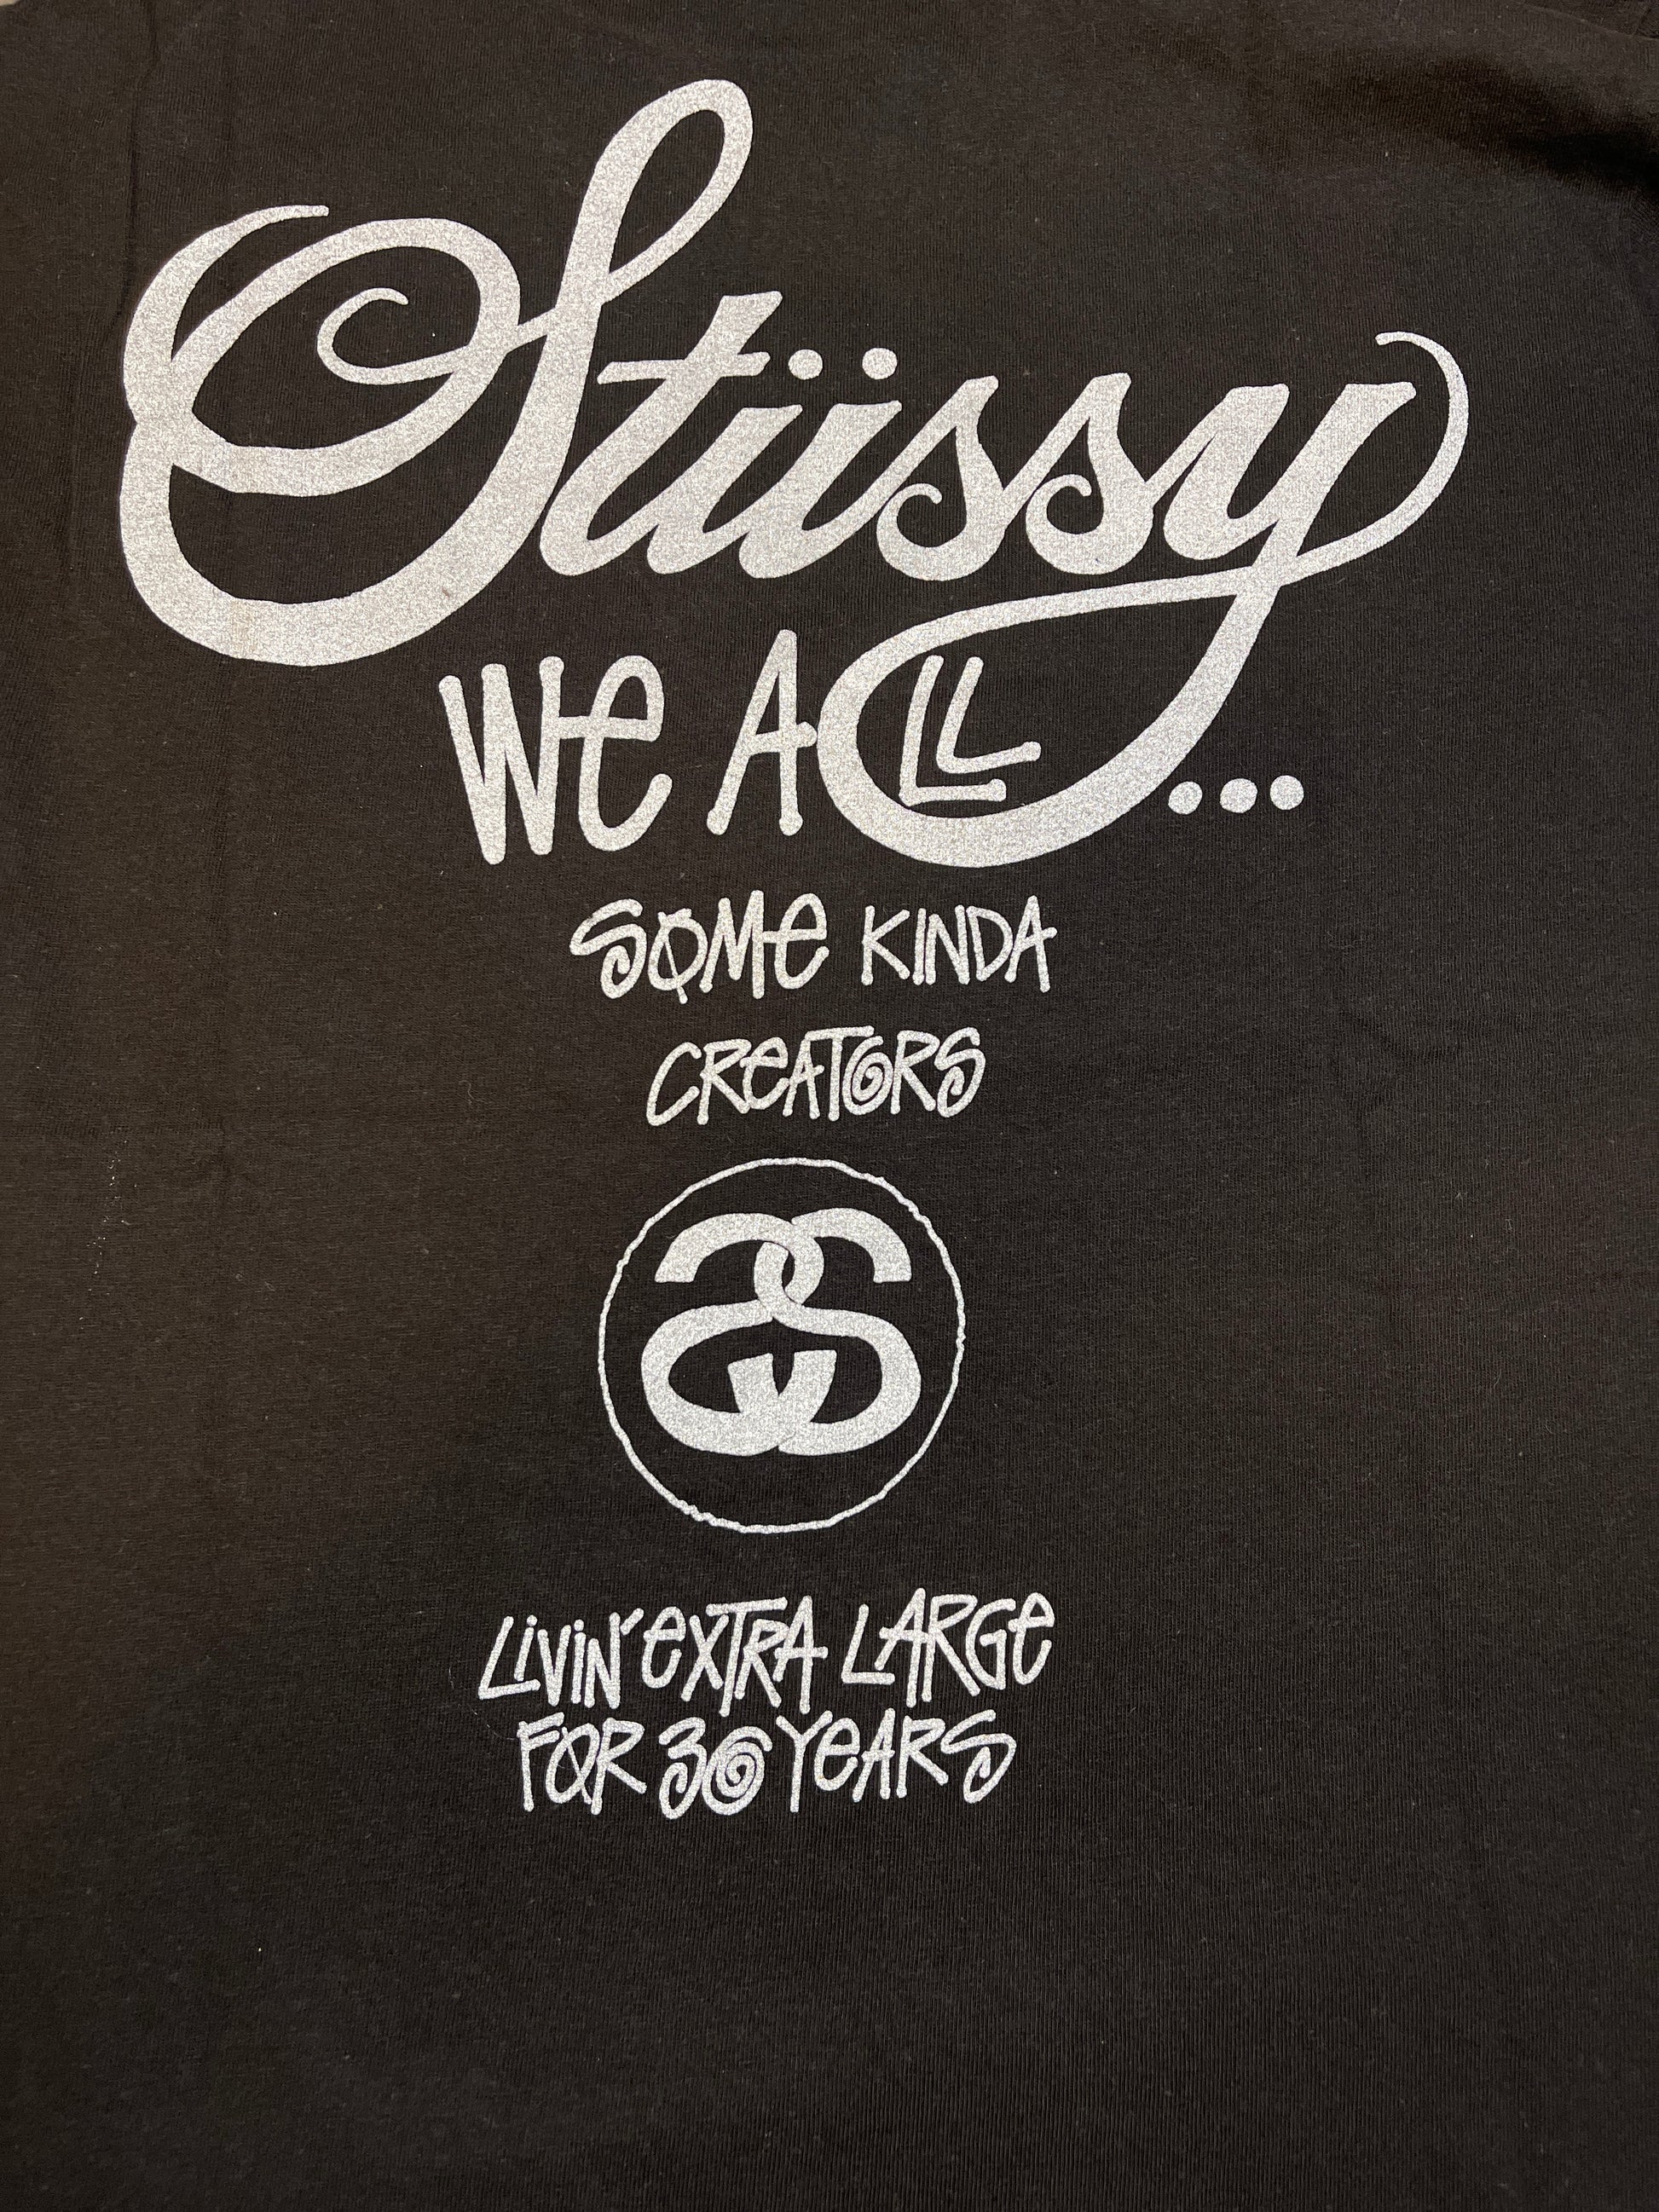 Stüssy
We ALL...
SOMe KINDA
CReATORS
LiViN' eXTRA LARGe
FOR 30 YeARS